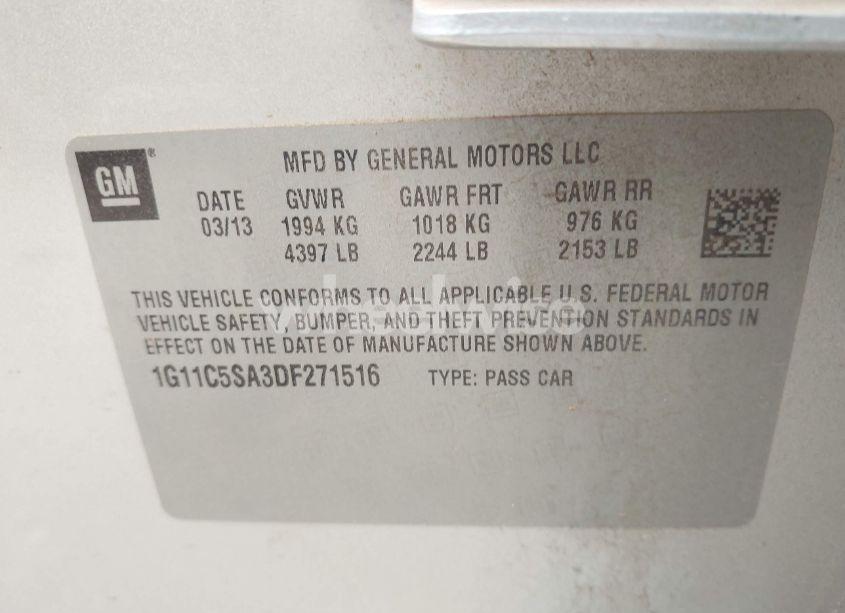 GM®
MFD BY GENERAL MOTORS LLC
DATE GVWR GAWR FRT GAWR RR
03/13 1994 KG 1018 KG 976 KG
4397 LB 2244 LB 2153 LB
THIS VEHICLE CONFORMS TO ALL APPLICABLE U.S. FEDERAL MOTOR
VEHICLE SAFETY, BUMPER, AND THEFT PREVENTION STANDARDS IN
EFFECT ON THE DATE OF MANUFACTURE SHOWN ABOVE.
1G11C5SA3DF271516 TYPE: PASS CAR